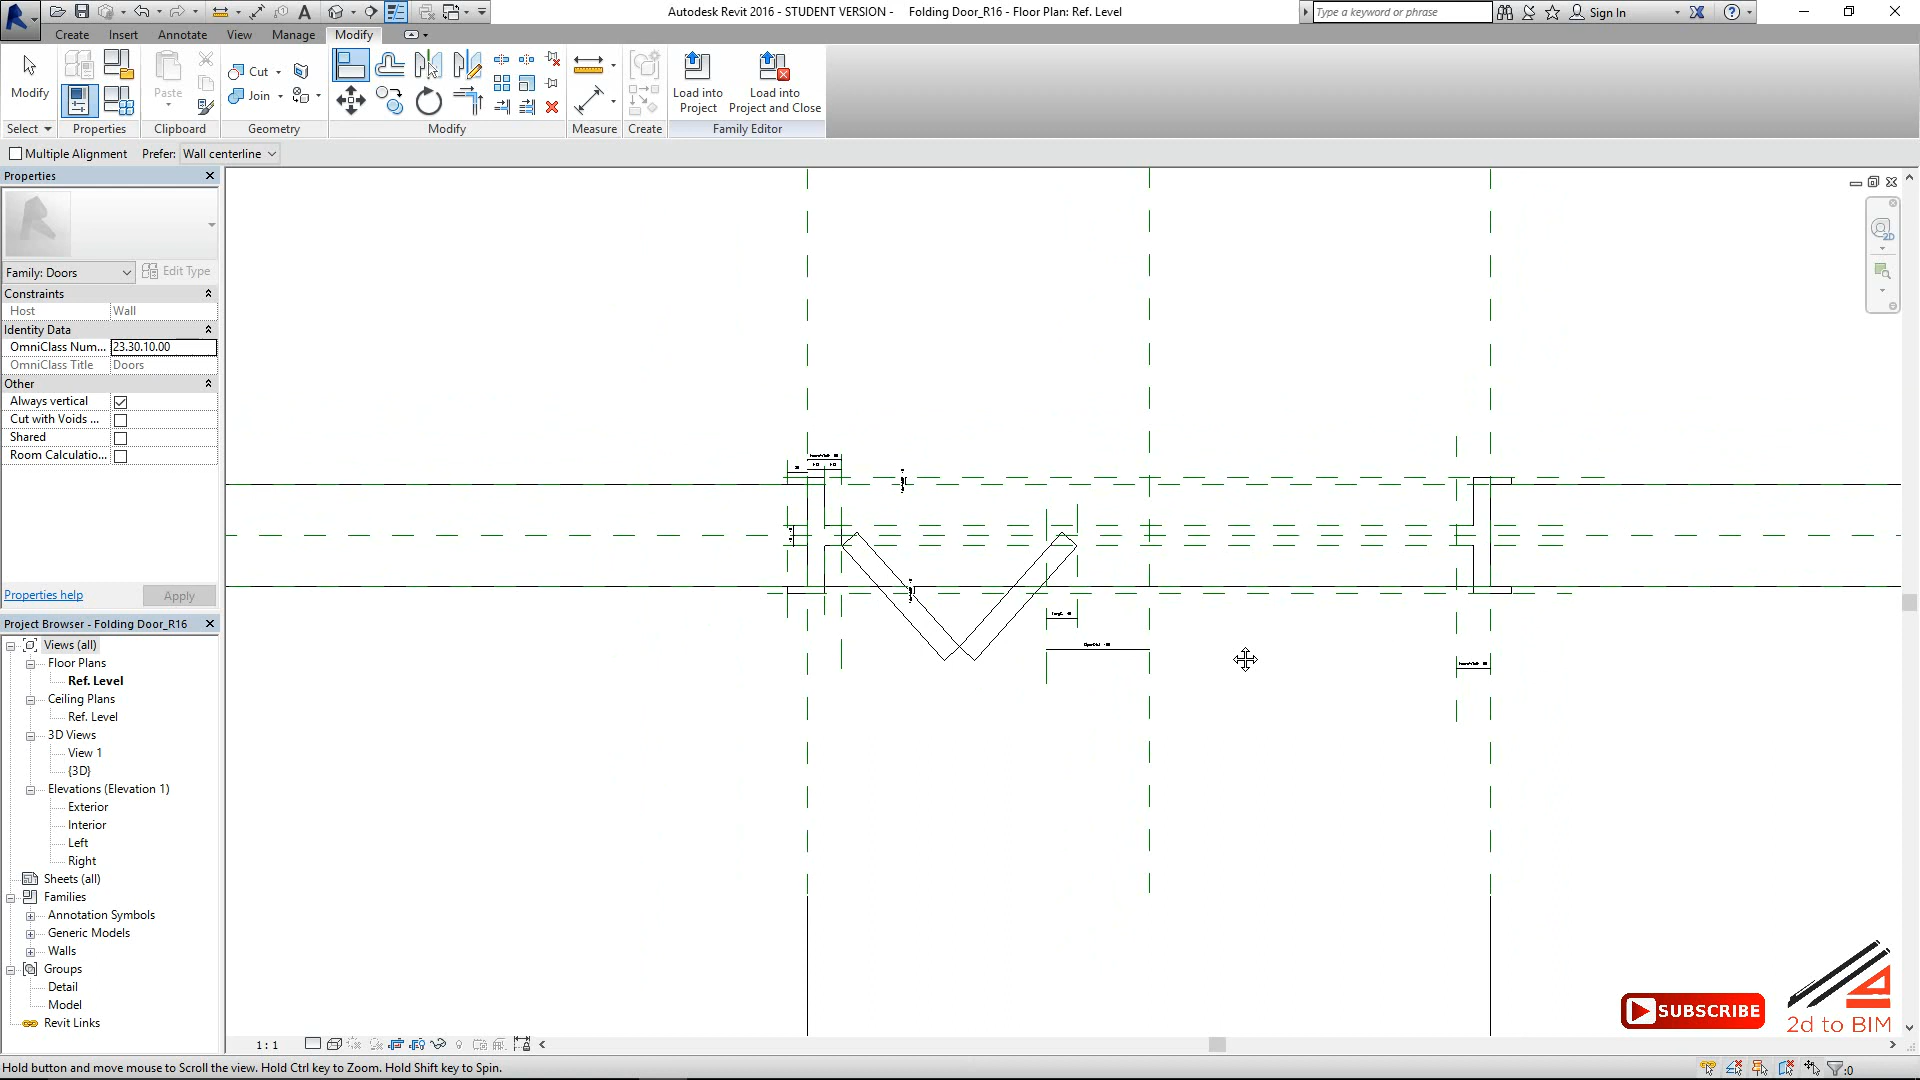 Autodesk Revit 2016 - STUDENT VERSION - Folding Door_R16 - Floor Plan: Ref. Level
Type a keyword or phrase
Sign In
Create Insert Annotate View Manage Modify
Modify
Paste
Cut
Join
Load into Project
Load into Project and Close
Select Properties Clipboard Geometry Modify Measure Create Family Editor
Multiple Alignment Prefer: Wall centerline
Properties
Family: Doors Edit Type
Constraints
Host Wall
Identity Data
OmniClass Num... 23.30.10.00
OmniClass Title Doors
Other
Always vertical
Cut with Voids ...
Shared
Room Calculatio...
Properties help Apply
Project Browser - Folding Door_R16
Views (all)
Floor Plans
Ref. Level
Ceiling Plans
Ref. Level
3D Views
View 1
{3D}
Elevations (Elevation 1)
Exterior
Interior
Left
Right
Sheets (all)
Families
Annotation Symbols
Generic Models
Walls
Groups
Detail
Model
Revit Links
2D
SUBSCRIBE
2d to BIM
1 : 1
Hold button and move mouse to Scroll the view. Hold Ctrl key to Zoom. Hold Shift key to Spin.
:0